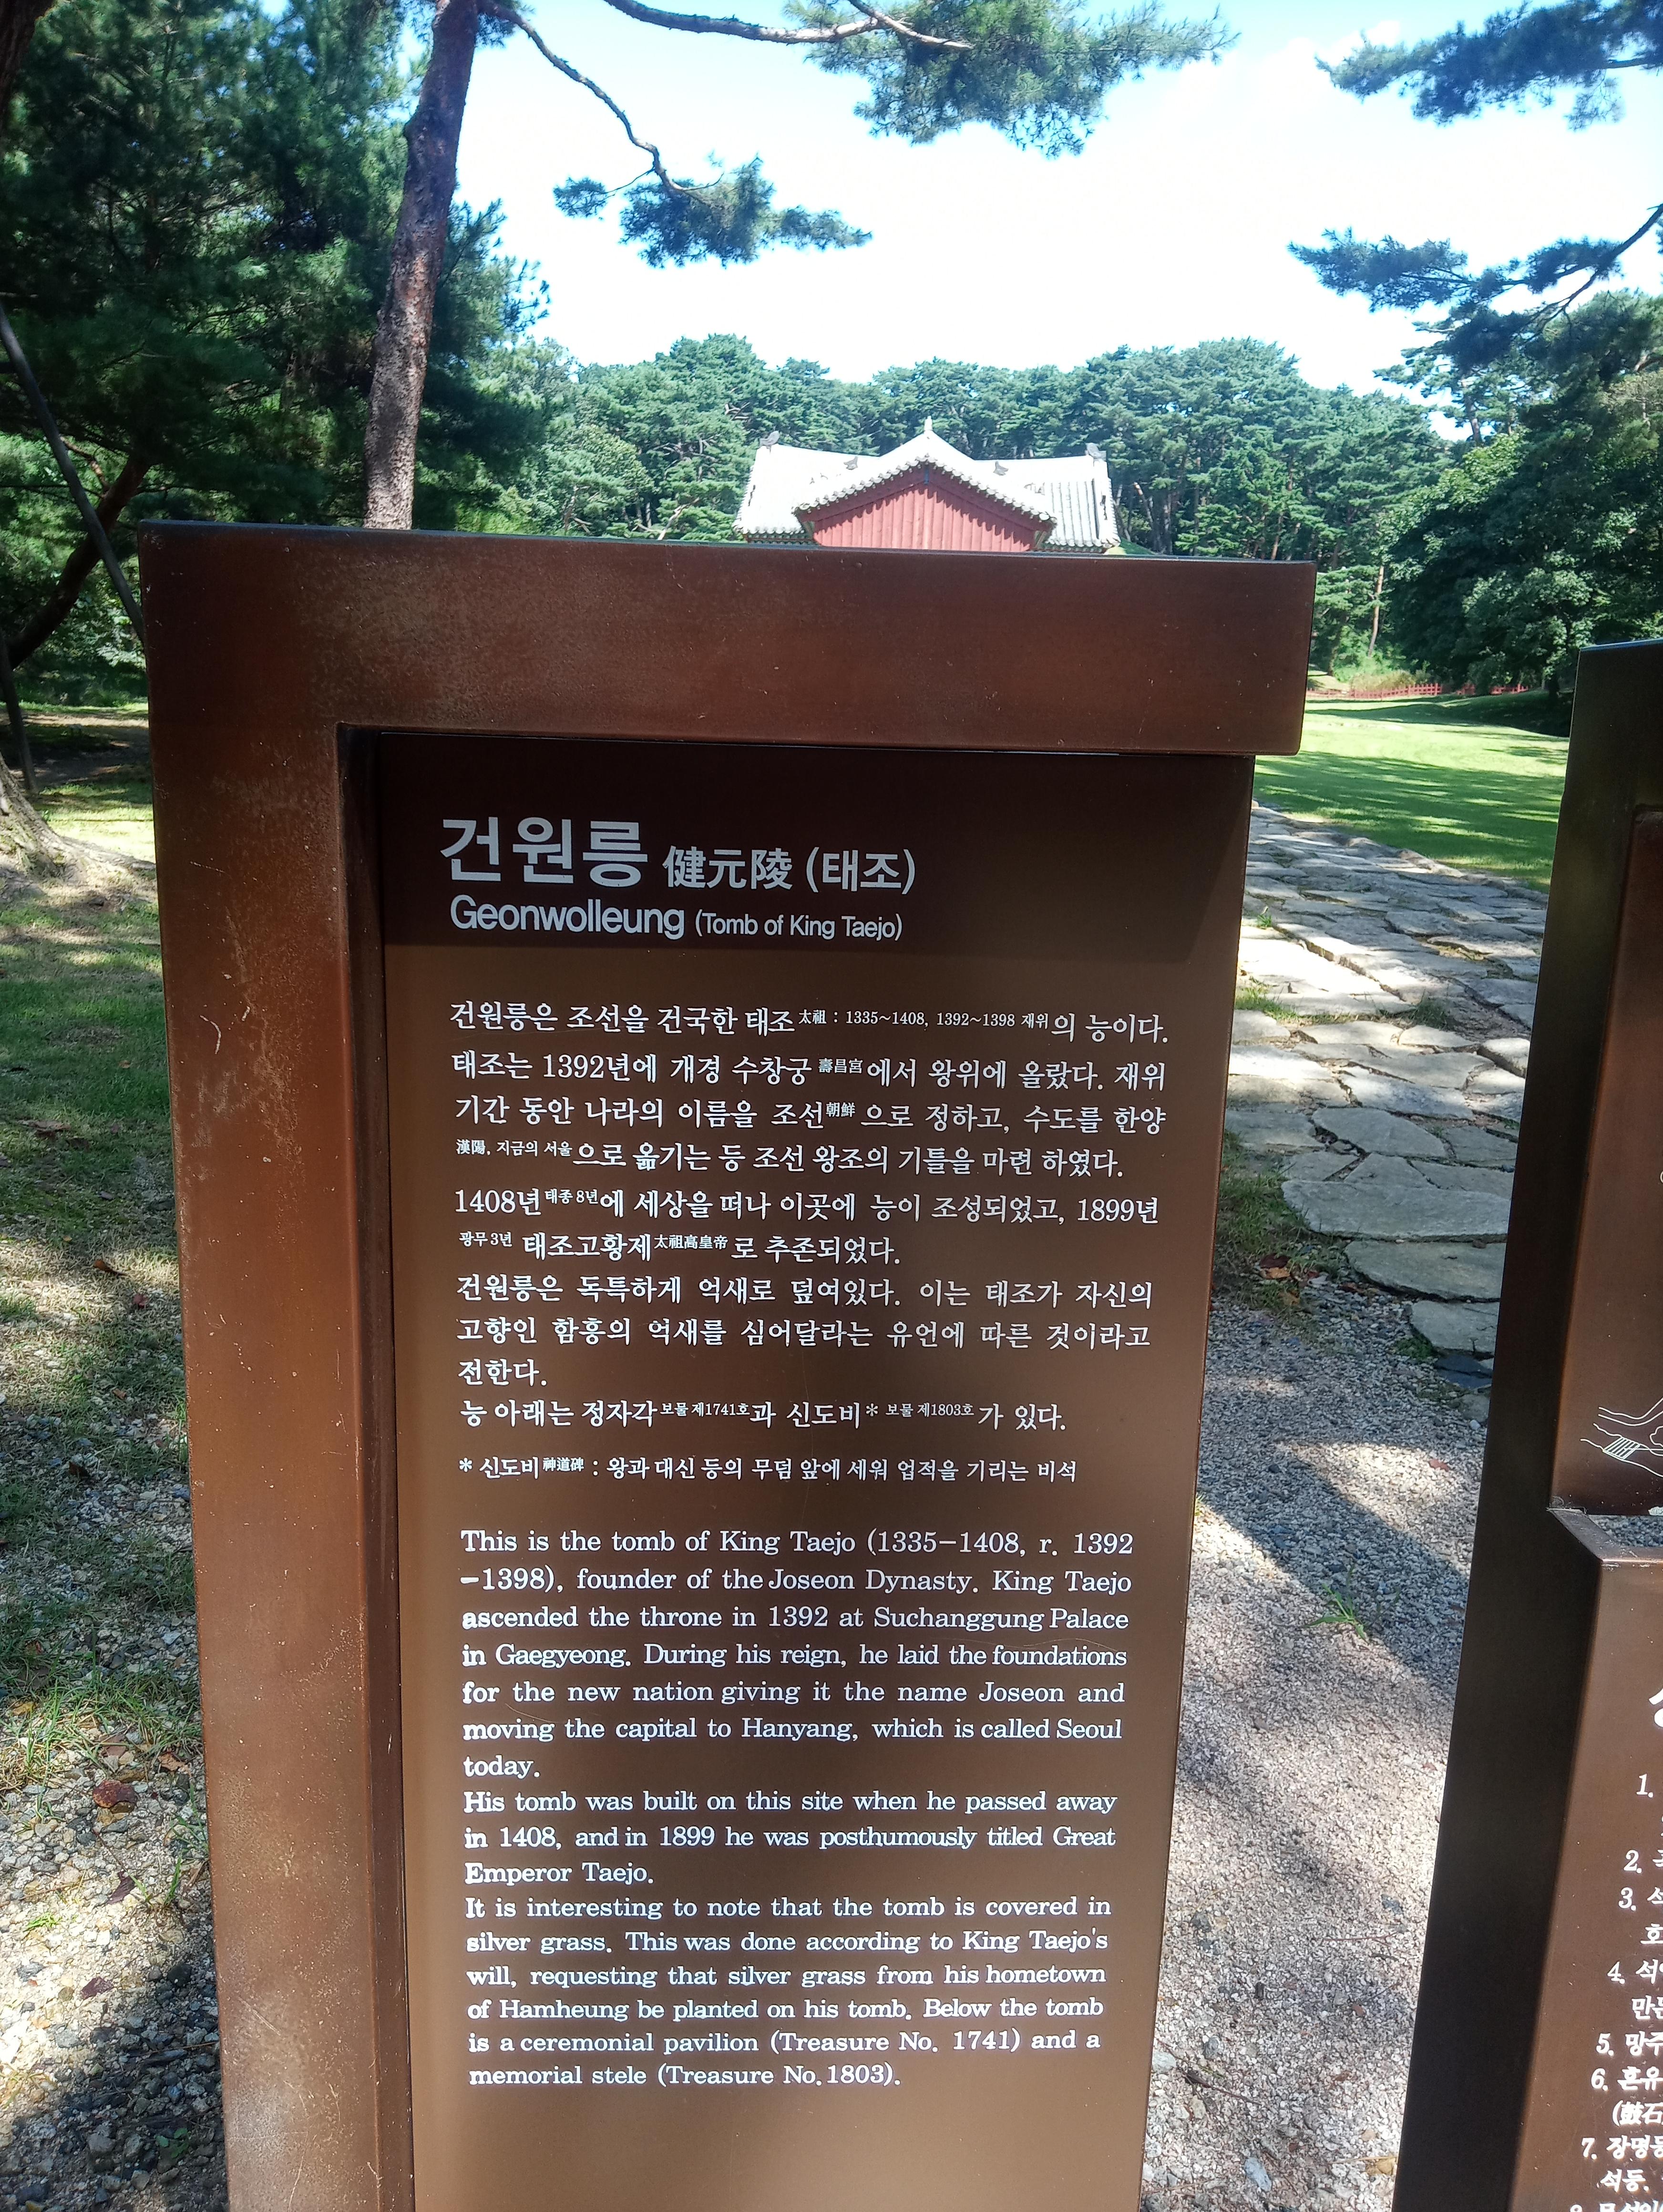 건원릉 健元陵 (태조)
Geonwolleung (Tomb of King Taejo)
건원릉은 조선을 건국한 태조 太祖 : 1335~1408, 1392~1398 재위의 능이다.
태조는 1392년에 개경 수창궁 壽昌宮에서 왕위에 올랐다. 재위
기간 동안 나라의 이름을 조선朝鮮으로 정하고, 수도를 한양
漢陽, 지금의 서울으로 옮기는 등 조선 왕조의 기틀을 마련 하였다.
1408년태종 8년에 세상을 떠나 이곳에 능이 조성되었고, 1899년
광무 3년 태조고황제太祖高皇帝로 추존되었다.
건원릉은 독특하게 억새로 덮여있다. 이는 태조가 자신의
고향인 함흥의 억새를 심어달라는 유언에 따른 것이라고
전한다.
능 아래는 정자각보물 제1741호과 신도비* 보물 제1803호가 있다.
* 신도비神道碑 : 왕과 대신 등의 무덤 앞에 세워 업적을 기리는 비석
This is the tomb of King Taejo (1335-1408, r. 1392
-1398), founder of the Joseon Dynasty. King Taejo
ascended the throne in 1392 at Suchanggung Palace
in Gaegyeong. During his reign, he laid the foundations
for the new nation giving it the name Joseon and
moving the capital to Hanyang, which is called Seoul
today.
His tomb was built on this site when he passed away
in 1408, and in 1899 he was posthumously titled Great
Emperor Taejo.
It is interesting to note that the tomb is covered in
silver grass. This was done according to King Taejo's
will, requesting that silver grass from his hometown
of Hamheung be planted on his tomb. Below the tomb
is a ceremonial pavilion (Treasure No. 1741) and a
memorial stele (Treasure No. 1803).
1.
2.
3. 석
4.
5. 망주
6. 혼유
(鼓石
7. 장명등
석등.